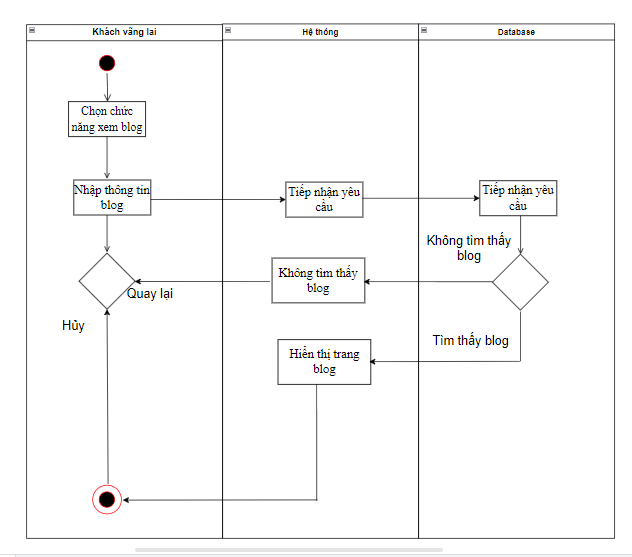 Khách vãng lai
Hệ thông
Database
Chọn chức
năng xem blog
Nhập thông tin
blog
Tiếp nhận yêu
cầu
Tiếp nhận yêu
cầu
Không tìm thấy
blog
Không tìm thấy
blog
Quay lại
Hủy
Tìm thấy blog
Hiển thị trang
blog